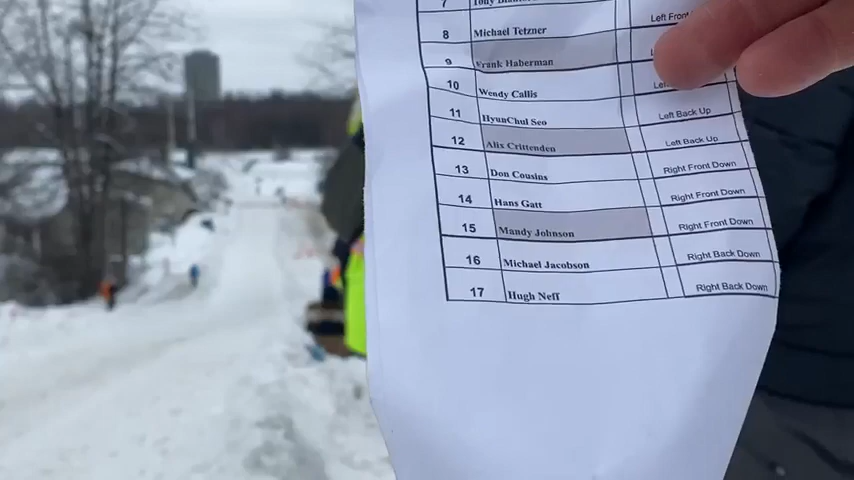 7
8 Michael Tetzner Left Front
9 Frank Haberman
10 Wendy Callis
11 HyunChul Seo Left Back Up
12 Alix Crittenden Left Back Up
13 Don Cousins Right Front Down
14 Hans Gatt Right Front Down
15 Mandy Johnson Right Front Down
16 Michael Jacobson Right Back Down
17 Hugh Neff Right Back Down